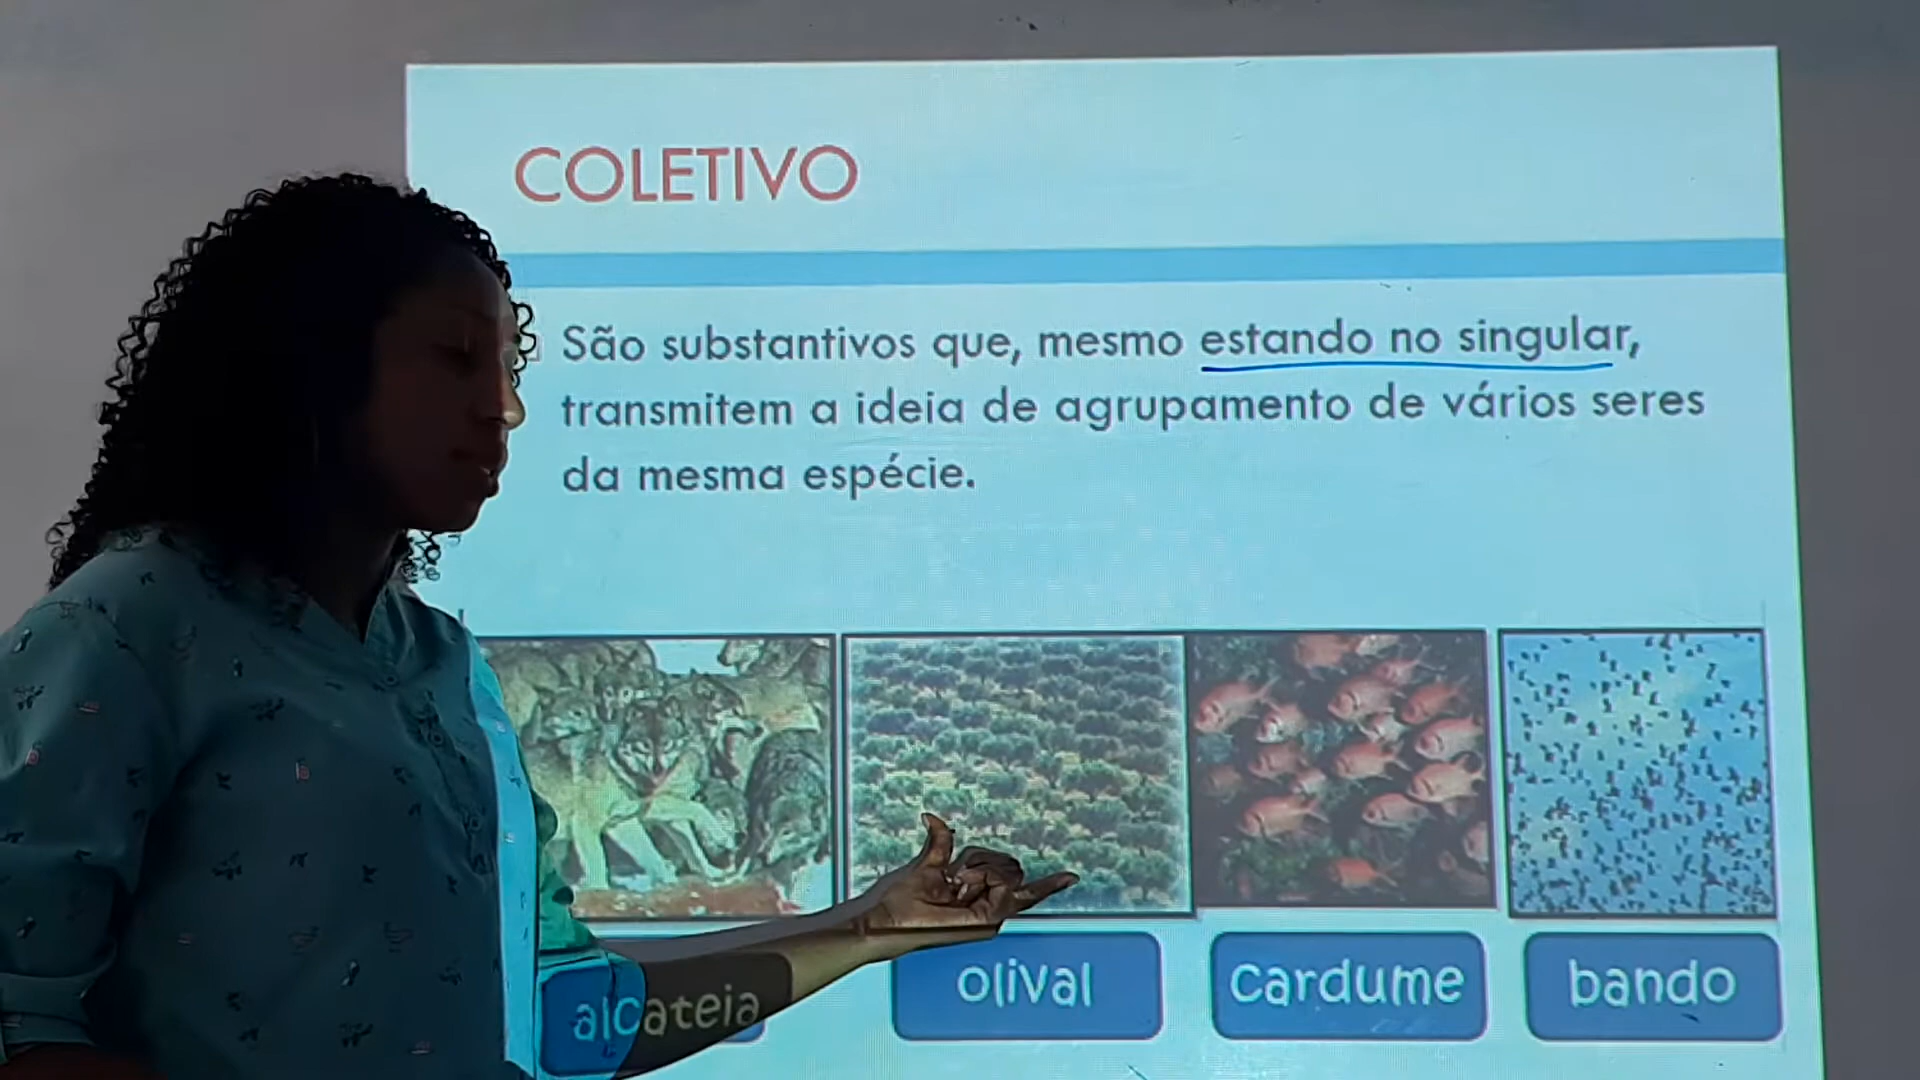 COLETIVO
São substantivos que, mesmo estando no singular,
transmitem a ideia de agrupamento de vários seres
da mesma espécie.
alcateia
olival
cardume
bando